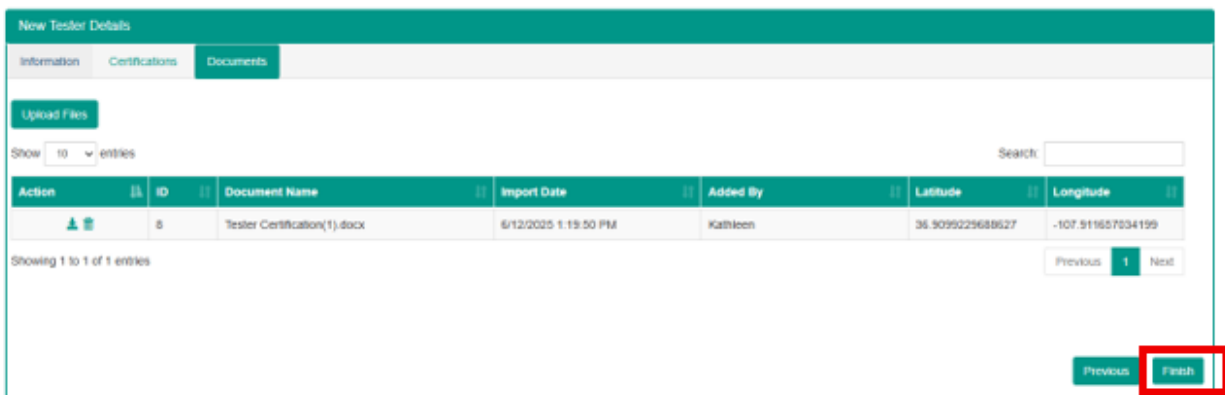 New Tester Details
Information Certifications Documents
Upload Files
Show 10 entries Search:
Action ID Document Name Import Date Added By Latitude Longitude
8 Tester Certification(1).docx 6/12/2025 1:19:50 PM Kathleen 36.9099229688627 -107.911657034199
Showing 1 to 1 of 1 entries Previous 1 Next
Previous Finish